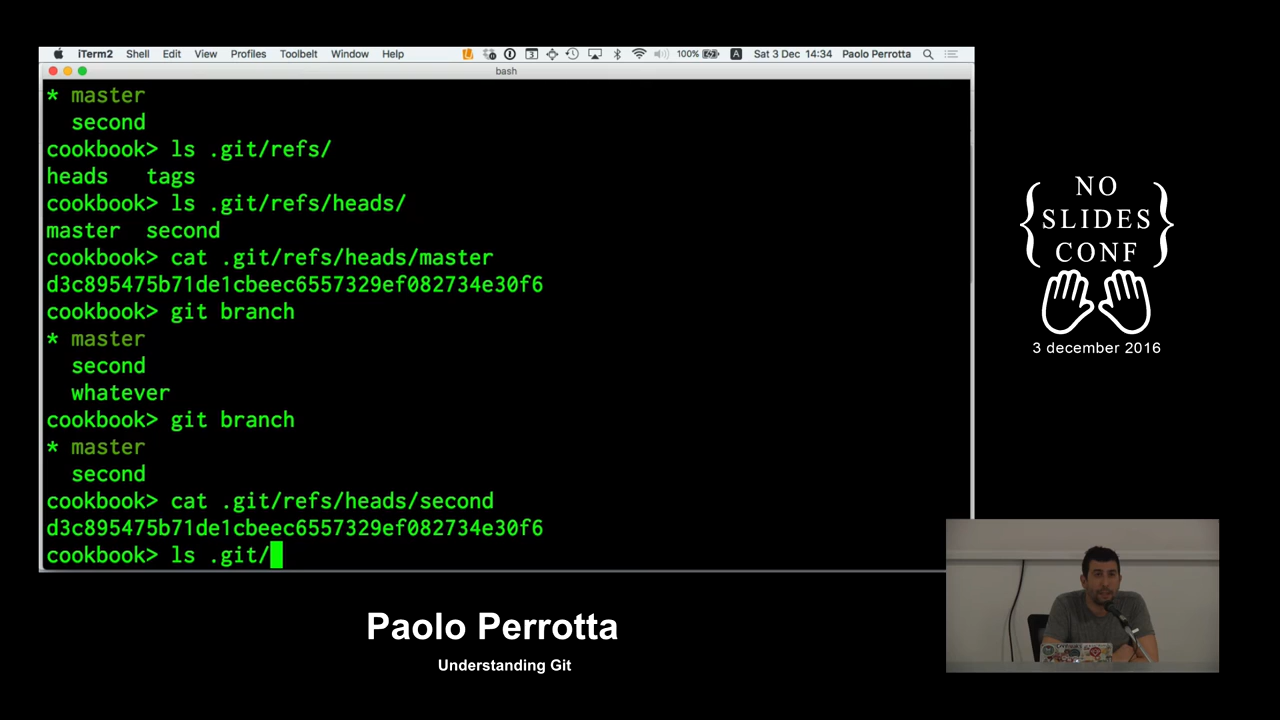 iTerm2 Shell Edit View Profiles Toolbelt Window Help 3 100% A Sat 3 Dec 14:34 Paolo Perrotta
bash
* master
second
cookbook> ls .git/refs/
heads tags
cookbook> ls .git/refs/heads/
master second
cookbook> cat .git/refs/heads/master
d3c895475b71de1cbeec6557329ef082734e30f6
cookbook> git branch
* master
second
whatever
cookbook> git branch
* master
second
cookbook> cat .git/refs/heads/second
d3c895475b71de1cbeec6557329ef082734e30f6
cookbook> ls .git/
{ NO
SLIDES
CONF }
3 december 2016
Paolo Perrotta
Understanding Git